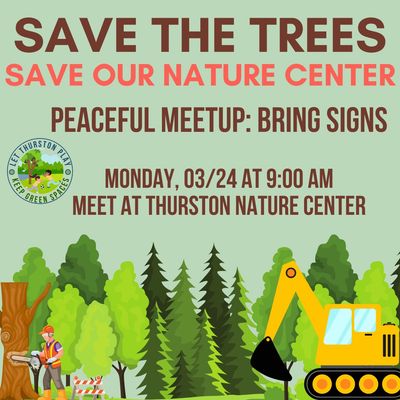 SAVE THE TREES
SAVE OUR NATURE CENTER
PEACEFUL MEETUP: BRING SIGNS
LET THURSTON PLAY
KEEP GREEN SPACES
MONDAY, 03/24 AT 9:00 AM
MEET AT THURSTON NATURE CENTER